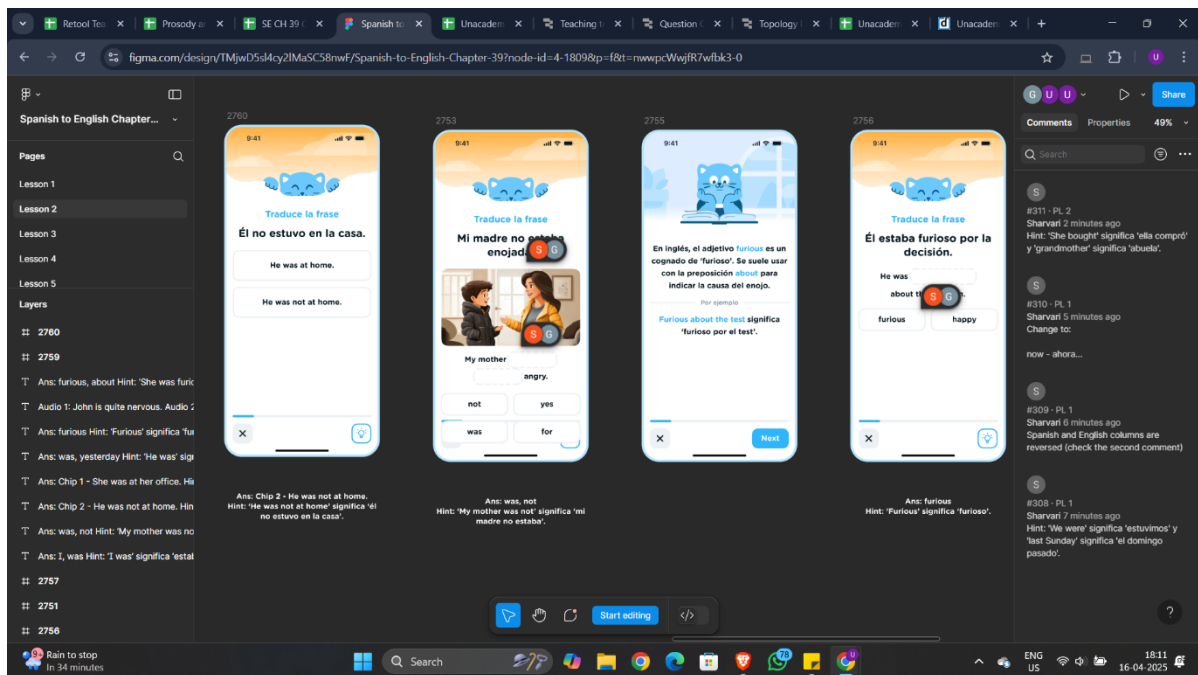 Retool Tea
Prosody a
SE CH 39 C
Spanish to
Unacadem
Teaching t
Question
Topology
Unacadem
Unacadem
figma.com/design/TMjwD5sl4cy2lMaSC58nwF/Spanish-to-English-Chapter-39?node-id=4-1809&p=f&t=nwwpcWwjfR7wfbk3-0
U
Spanish to English Chapter...
G U U
Share
Comments Properties 49%
Pages
Search
Lesson 1
Lesson 2
Lesson 3
Lesson 4
Lesson 5
Layers
2760
2759
Ans: furious, about Hint: 'She was furio
Audio 1: John is quite nervous. Audio 2
Ans: furious Hint: 'Furious' significa 'fu
Ans: was, yesterday Hint: 'He was' sig
Ans: Chip 1 - She was at her office. Hi
Ans: Chip 2 - He was not at home. Hin
Ans: was, not Hint: 'My mother was no
Ans: I, was Hint: 'I was' significa 'estab
2757
2751
2756
2760
9:41
Traduce la frase
Él no estuvo en la casa.
He was at home.
He was not at home.
Ans: Chip 2 - He was not at home.
Hint: 'He was not at home' significa 'él
no estuvo en la casa'.
2753
9:41
Traduce la frase
Mi madre no
enojad
S G
S G
My mother
angry.
not yes
was for
Ans: was, not
Hint: 'My mother was not' significa 'mi
madre no estaba'.
2755
9:41
En inglés, el adjetivo furious es un
cognado de 'furioso'. Se suele usar
con la preposición about para
indicar la causa del enojo.
Por ejemplo
Furious about the test significa
'furioso por el test'.
Next
2756
9:41
Traduce la frase
Él estaba furioso por la
decisión.
He was
about
S G
furious happy
Ans: furious
Hint: 'Furious' significa 'furioso'.
S
#311 · PL 2
Sharvari 2 minutes ago
Hint: 'She bought' significa 'ella compró'
y 'grandmother' significa 'abuela'.
S
#310 · PL 1
Sharvari 5 minutes ago
Change to:
now - ahora...
S
#309 · PL 1
Sharvari 6 minutes ago
Spanish and English columns are
reversed (check the second comment)
S
#308 · PL 1
Sharvari 7 minutes ago
Hint: 'We were' significa 'estuvimos' y
'last Sunday' significa 'el domingo
pasado'.
Start editing
?
9+
Rain to stop
In 34 minutes
Search
78
ENG
US
18:11
16-04-2025